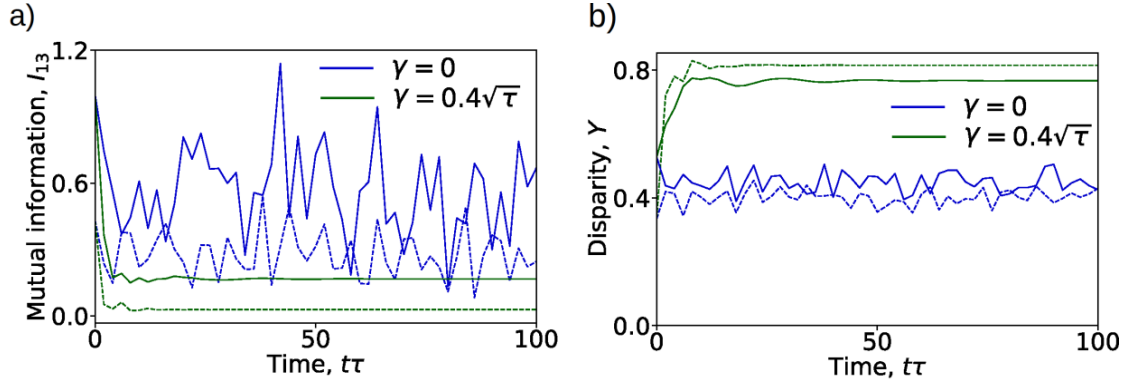 a)
Mutual information, I₁₃
1.2
0.6
0.0
γ = 0
γ = 0.4√τ
0
50
100
Time, tτ
b)
Disparity, Y
0.8
0.4
0.0
γ = 0
γ = 0.4√τ
0
50
100
Time, tτ